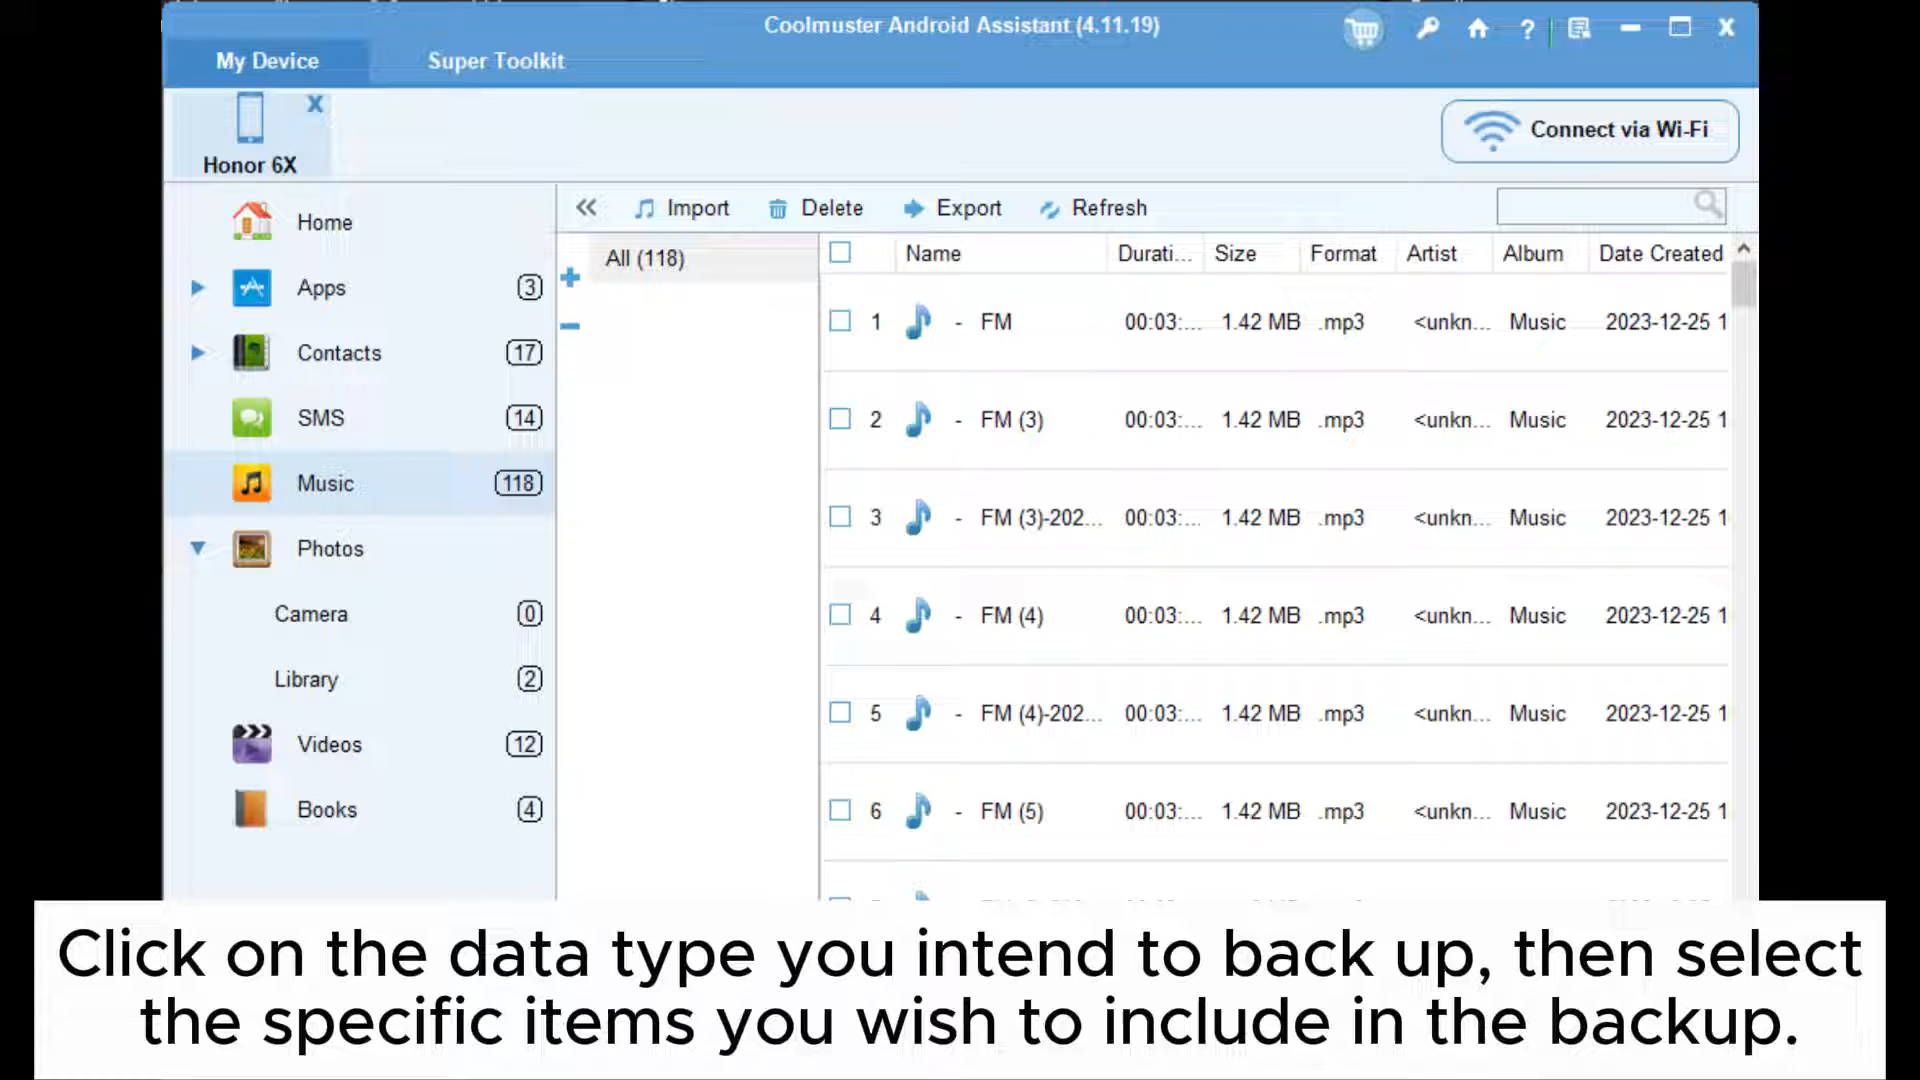 Coolmuster Android Assistant (4.11.19)
My Device
Super Toolkit
Honor 6X
Connect via Wi-Fi
Home
Apps 3
Contacts 17
SMS 14
Music 118
Photos
Camera 0
Library 2
Videos 12
Books 4
Import Delete Export Refresh
All (118)
Name Durati... Size Format Artist Album Date Created
1 - FM 00:03:... 1.42 MB .mp3 <unkn... Music 2023-12-25 1
2 - FM (3) 00:03:... 1.42 MB .mp3 <unkn... Music 2023-12-25 1
3 - FM (3)-202... 00:03:... 1.42 MB .mp3 <unkn... Music 2023-12-25 1
4 - FM (4) 00:03:... 1.42 MB .mp3 <unkn... Music 2023-12-25 1
5 - FM (4)-202... 00:03:... 1.42 MB .mp3 <unkn... Music 2023-12-25 1
6 - FM (5) 00:03:... 1.42 MB .mp3 <unkn... Music 2023-12-25 1
Click on the data type you intend to back up, then select
the specific items you wish to include in the backup.